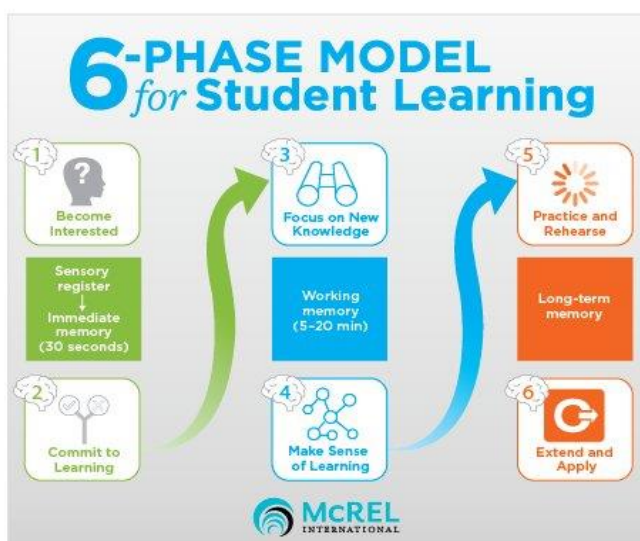 6-PHASE MODEL
for Student Learning
1
?
Become
Interested
Sensory
register
↓
Immediate
memory
(30 seconds)
2
Commit to
Learning
3
Focus on New
Knowledge
Working
memory
(5–20 min)
4
Make Sense
of Learning
5
Practice and
Rehearse
Long-term
memory
6
Extend and
Apply
McREL
INTERNATIONAL